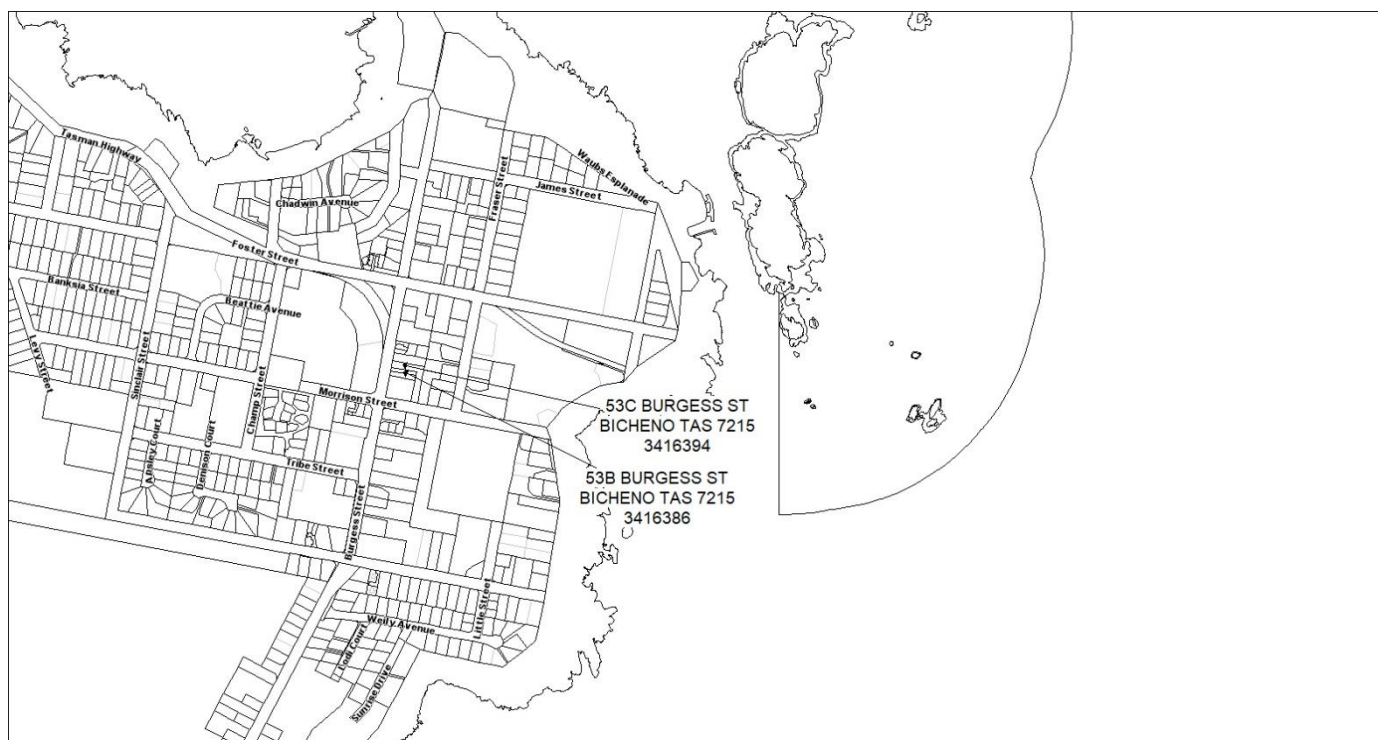 Tasman Highway
Waubs Esplanade
Fraser Street
James Street
Chadwin Avenue
Foster Street
Banksia Street
Beattie Avenue
Levy Street
Sinclair Street
Champ Street
Morrison Street
53C BURGESS ST
BICHENO TAS 7215
3416394
Apsley Court
Denison Court
Tribe Street
53B BURGESS ST
BICHENO TAS 7215
3416386
Burgess Street
Little Street
Weily Avenue
Lodi Court
Sunrise Drive